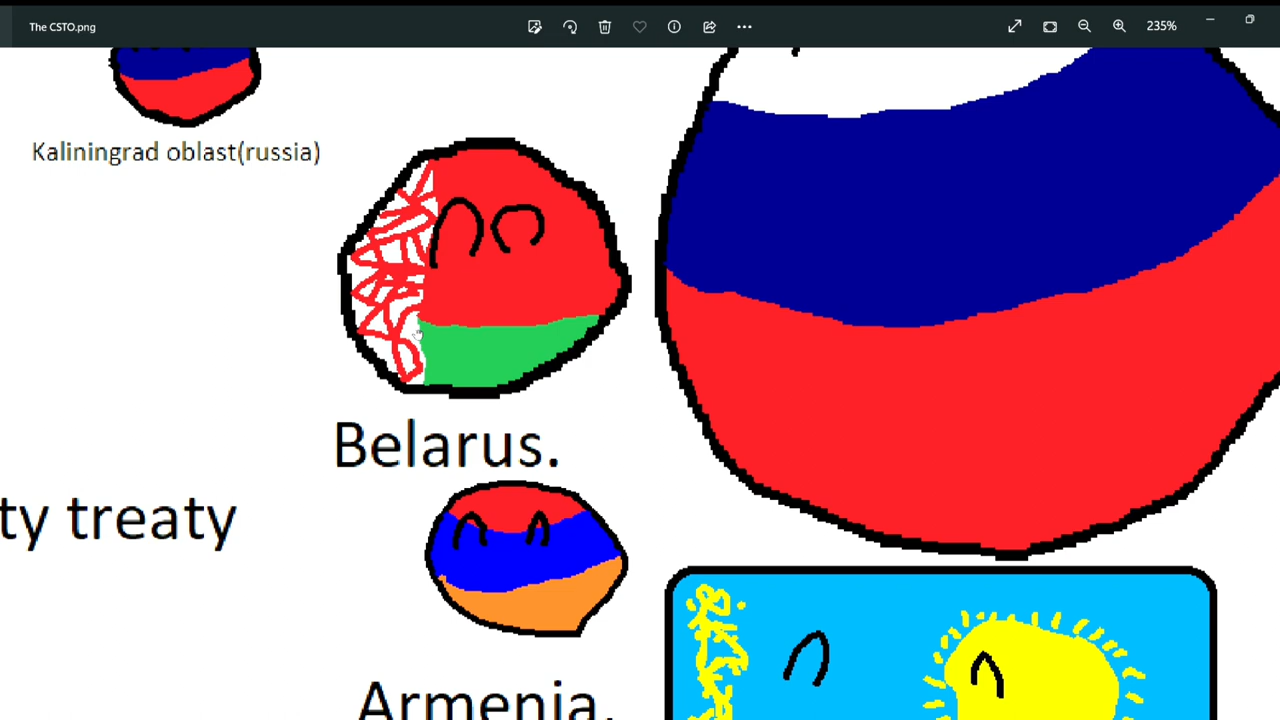 The CSTO.png
235%
Kaliningrad oblast(russia)
Belarus.
ty treaty
Armenia.